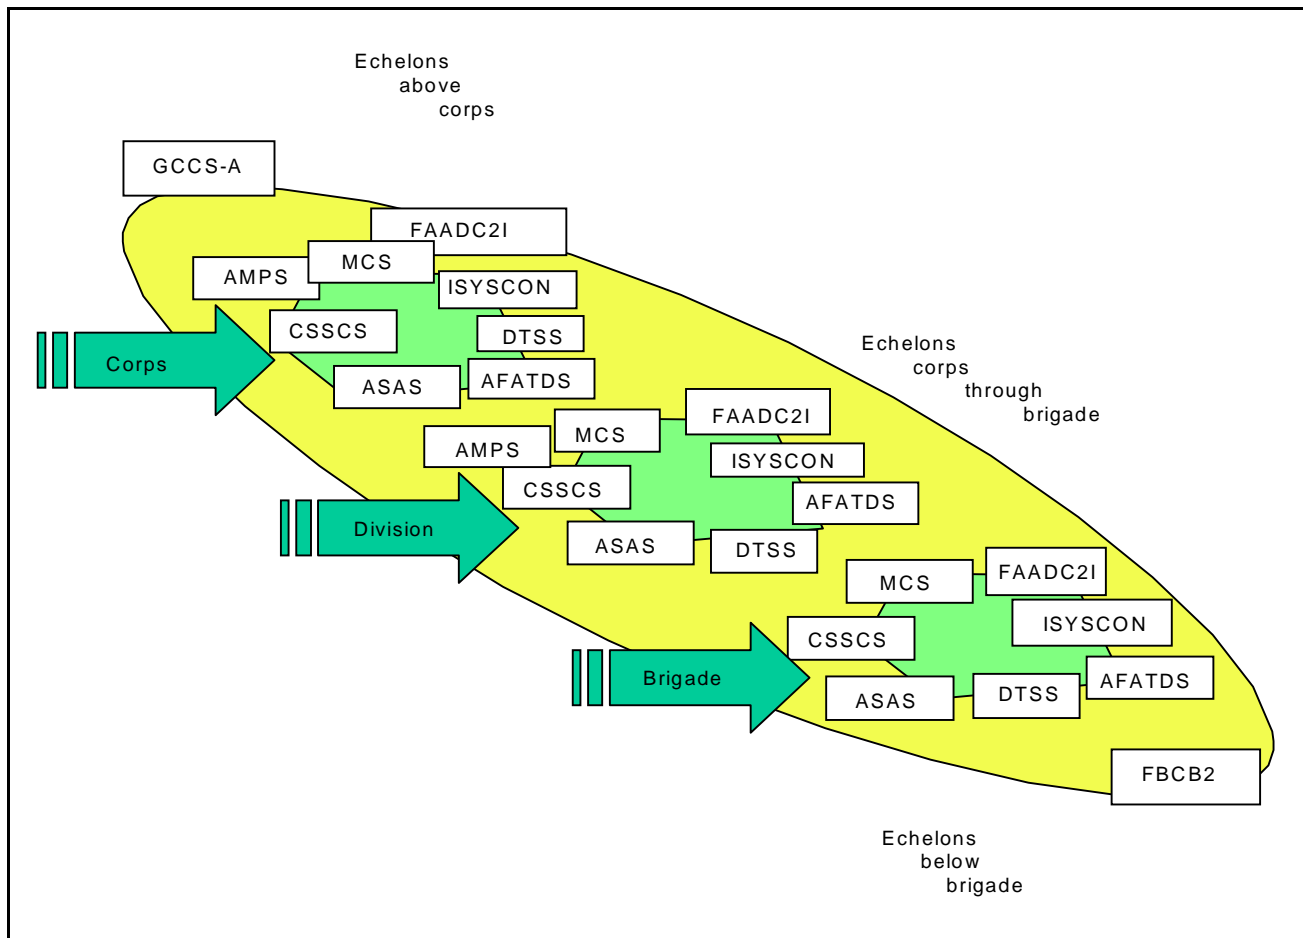 Echelons
above
corps
GCCS-A
FAADC2I
MCS
AMPS
ISYSCON
CSSCS
DTSS
Corps
ASAS
AFATDS
Echelons
corps
through
brigade
FAADC2I
MCS
AMPS
ISYSCON
CSSCS
AFATDS
Division
ASAS
DTSS
MCS
FAADC2I
ISYSCON
CSSCS
Brigade
AFATDS
ASAS
DTSS
FBCB2
Echelons
below
brigade